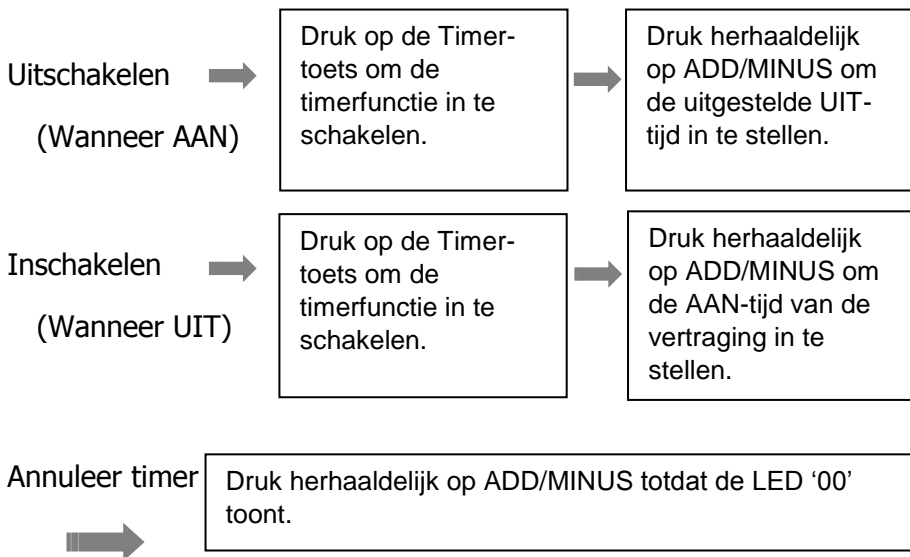 Uitschakelen
(Wanneer AAN)
Druk op de Timer-
toets om de
timerfunctie in te
schakelen.
Druk herhaaldelijk
op ADD/MINUS om
de uitgestelde UIT-
tijd in te stellen.
Inschakelen
(Wanneer UIT)
Druk op de Timer-
toets om de
timerfunctie in te
schakelen.
Druk herhaaldelijk
op ADD/MINUS om
de AAN-tijd van de
vertraging in te
stellen.
Annuleer timer
Druk herhaaldelijk op ADD/MINUS totdat de LED ‘00’
toont.